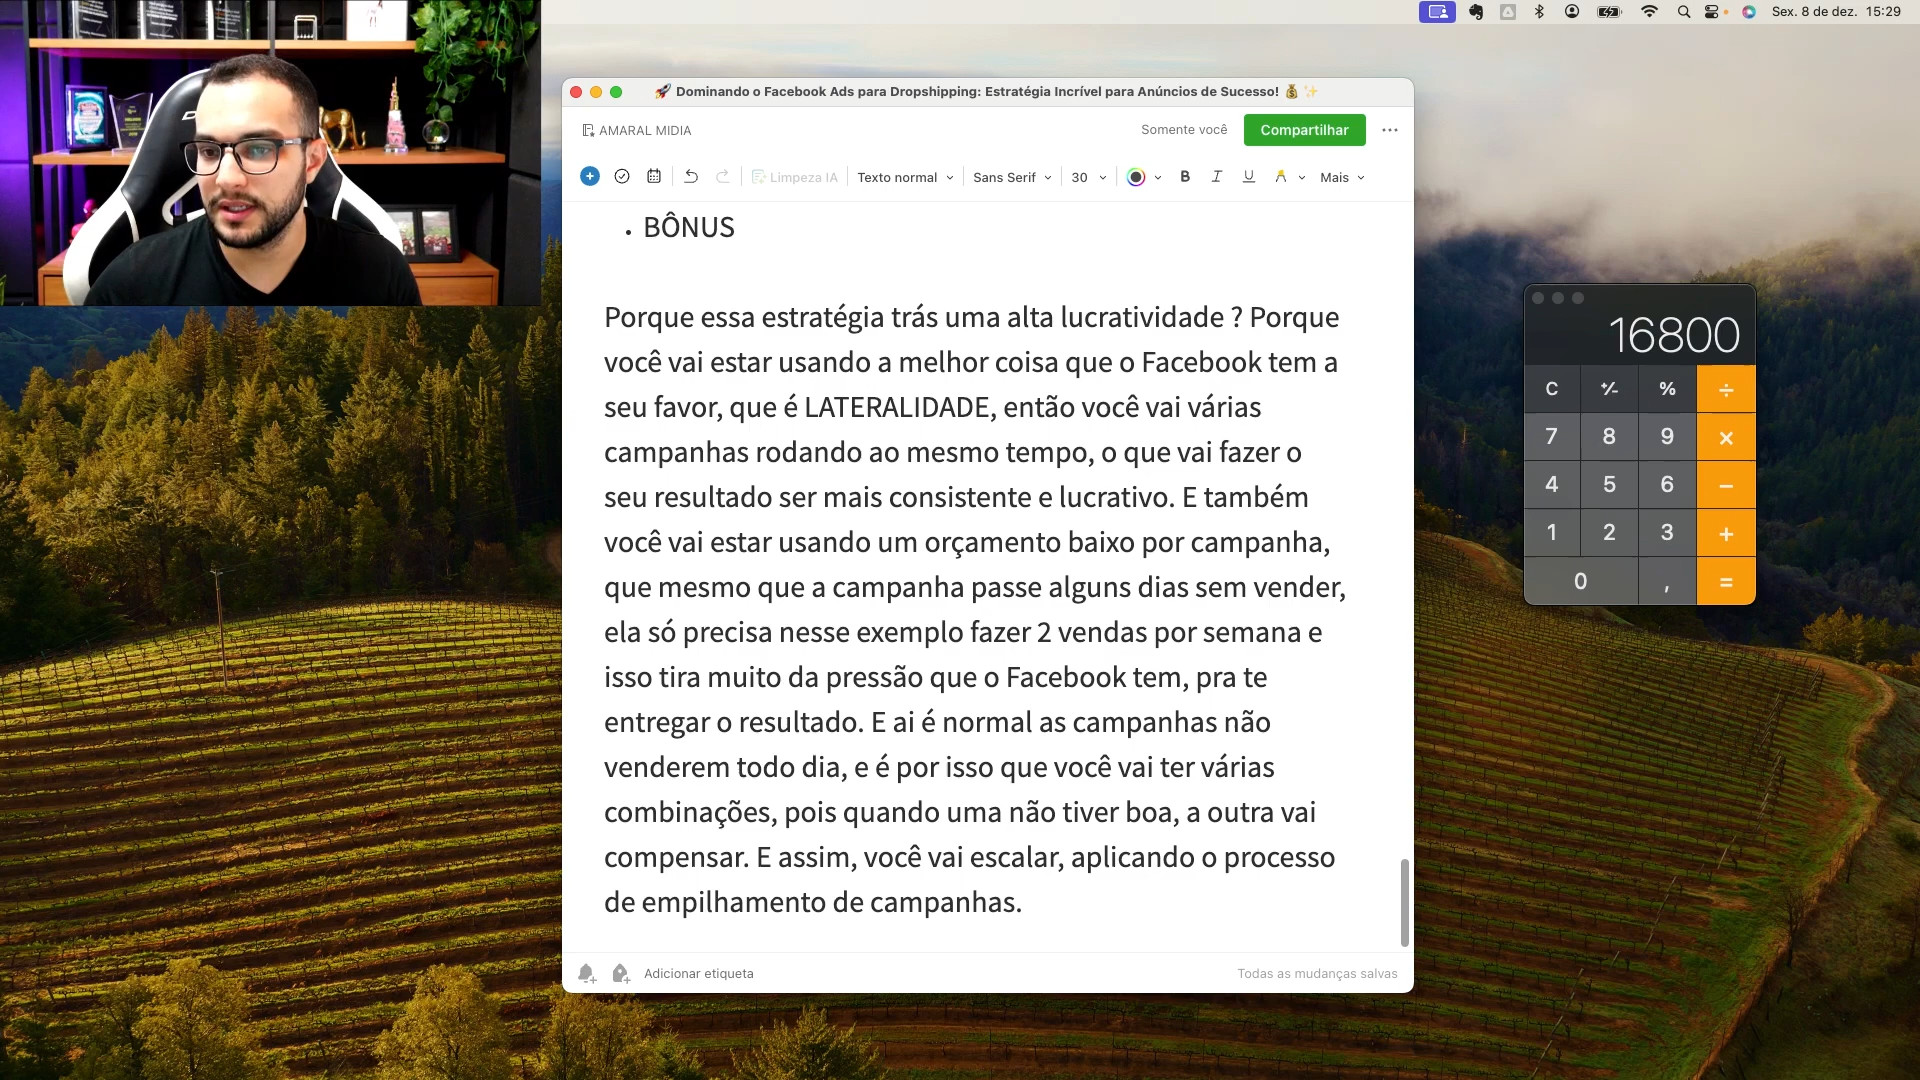 Sex. 8 de dez. 15:29
🚀 Dominando o Facebook Ads para Dropshipping: Estratégia Incrível para Anúncios de Sucesso! 💰 ✨
AMARAL MIDIA
Somente você
Compartilhar
Limpeza IA
Texto normal
Sans Serif
30
B
I
U
A
Mais
• BÔNUS
Porque essa estratégia trás uma alta lucratividade ? Porque
você vai estar usando a melhor coisa que o Facebook tem a
seu favor, que é LATERALIDADE, então você vai várias
campanhas rodando ao mesmo tempo, o que vai fazer o
seu resultado ser mais consistente e lucrativo. E também
você vai estar usando um orçamento baixo por campanha,
que mesmo que a campanha passe alguns dias sem vender,
ela só precisa nesse exemplo fazer 2 vendas por semana e
isso tira muito da pressão que o Facebook tem, pra te
entregar o resultado. E ai é normal as campanhas não
venderem todo dia, e é por isso que você vai ter várias
combinações, pois quando uma não tiver boa, a outra vai
compensar. E assim, você vai escalar, aplicando o processo
de empilhamento de campanhas.
Adicionar etiqueta
Todas as mudanças salvas
16800
C +⁄- % ÷
7 8 9 ×
4 5 6 −
1 2 3 +
0 , =